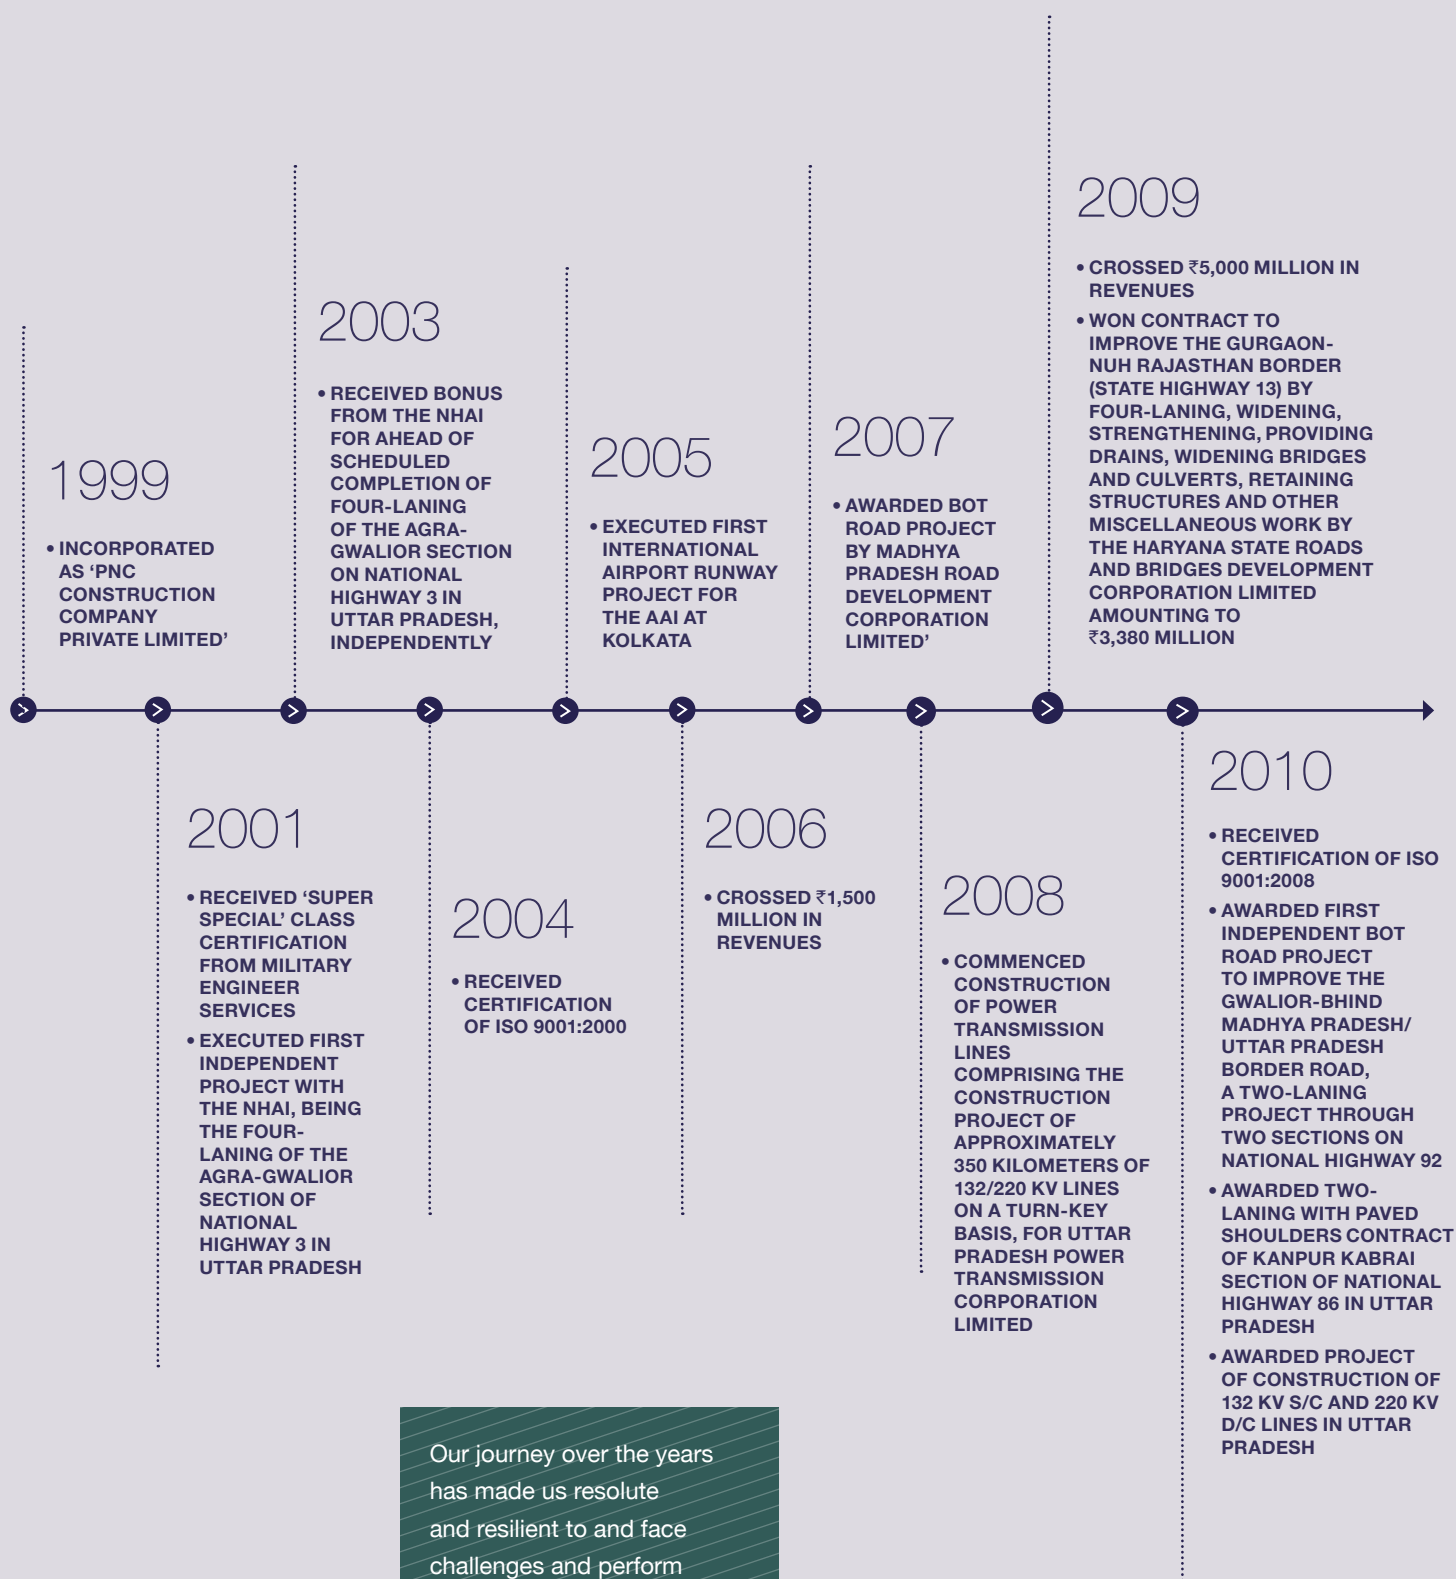 1999
• INCORPORATED
AS ‘PNC
CONSTRUCTION
COMPANY
PRIVATE LIMITED’
2001
• RECEIVED ‘SUPER
SPECIAL’ CLASS
CERTIFICATION
FROM MILITARY
ENGINEER
SERVICES
• EXECUTED FIRST
INDEPENDENT
PROJECT WITH
THE NHAI, BEING
THE FOUR-
LANING OF THE
AGRA-GWALIOR
SECTION OF
NATIONAL
HIGHWAY 3 IN
UTTAR PRADESH
2003
• RECEIVED BONUS
FROM THE NHAI
FOR AHEAD OF
SCHEDULED
COMPLETION OF
FOUR-LANING
OF THE AGRA-
GWALIOR SECTION
ON NATIONAL
HIGHWAY 3 IN
UTTAR PRADESH,
INDEPENDENTLY
2004
• RECEIVED
CERTIFICATION
OF ISO 9001:2000
2005
• EXECUTED FIRST
INTERNATIONAL
AIRPORT RUNWAY
PROJECT FOR
THE AAI AT
KOLKATA
2006
• CROSSED ₹1,500
MILLION IN
REVENUES
2007
• AWARDED BOT
ROAD PROJECT
BY MADHYA
PRADESH ROAD
DEVELOPMENT
CORPORATION
LIMITED’
2008
• COMMENCED
CONSTRUCTION
OF POWER
TRANSMISSION
LINES
COMPRISING THE
CONSTRUCTION
PROJECT OF
APPROXIMATELY
350 KILOMETERS OF
132/220 KV LINES
ON A TURN-KEY
BASIS, FOR UTTAR
PRADESH POWER
TRANSMISSION
CORPORATION
LIMITED
2009
• CROSSED ₹5,000 MILLION IN
REVENUES
• WON CONTRACT TO
IMPROVE THE GURGAON-
NUH RAJASTHAN BORDER
(STATE HIGHWAY 13) BY
FOUR-LANING, WIDENING,
STRENGTHENING, PROVIDING
DRAINS, WIDENING BRIDGES
AND CULVERTS, RETAINING
STRUCTURES AND OTHER
MISCELLANEOUS WORK BY
THE HARYANA STATE ROADS
AND BRIDGES DEVELOPMENT
CORPORATION LIMITED
AMOUNTING TO
₹3,380 MILLION
2010
• RECEIVED
CERTIFICATION OF ISO
9001:2008
• AWARDED FIRST
INDEPENDENT BOT
ROAD PROJECT
TO IMPROVE THE
GWALIOR-BHIND
MADHYA PRADESH/
UTTAR PRADESH
BORDER ROAD,
A TWO-LANING
PROJECT THROUGH
TWO SECTIONS ON
NATIONAL HIGHWAY 92
• AWARDED TWO-
LANING WITH PAVED
SHOULDERS CONTRACT
OF KANPUR KABRAI
SECTION OF NATIONAL
HIGHWAY 86 IN UTTAR
PRADESH
• AWARDED PROJECT
OF CONSTRUCTION OF
132 KV S/C AND 220 KV
D/C LINES IN UTTAR
PRADESH
Our journey over the years
has made us resolute
and resilient to and face
challenges and perform